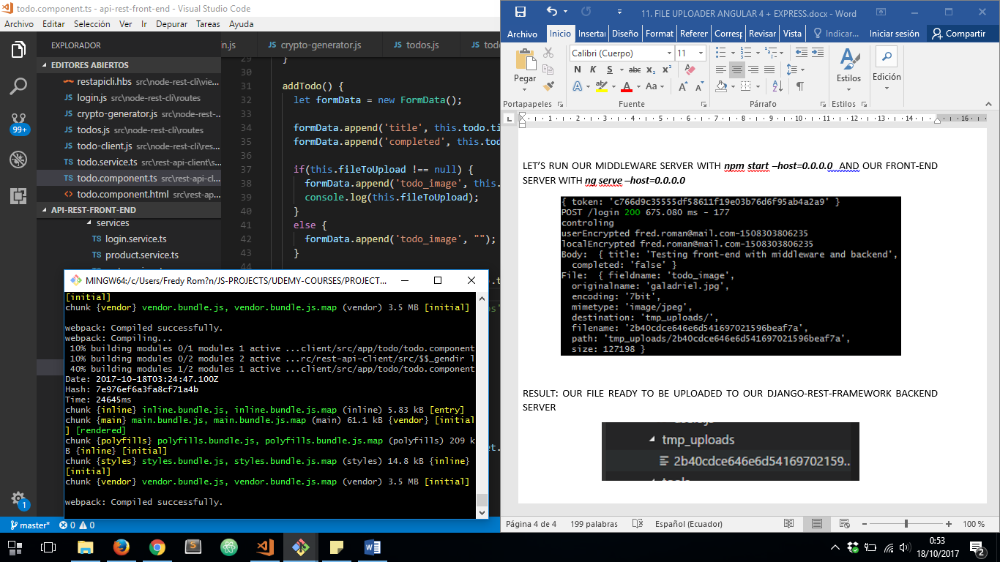 todo.component.ts - api-rest-front-end - Visual Studio Code
Archivo Editar Selección Ver Ir Depurar Tareas Ayuda
EXPLORADOR
n.js crypto-generator.js todos.js tod
EDITORES ABIERTOS
restapicli.hbs src\node-rest-cli\vie...
login.js src\node-rest-cli\routes
crypto-generator.js src\node-rest-...
todos.js src\node-rest-cli\routes
todo-client.js src\node-rest-cli\res...
todo.service.ts src\rest-api-client\s...
todo.component.ts src\rest-api-cl...
todo.component.html src\rest-ap...
API-REST-FRONT-END
services
login.service.ts
product.service.ts
99+
1
29 }
30
31 addTodo() {
32 let formData = new FormData();
33
34 formData.append('title', this.todo.ti
35 formData.append('completed', this.tod
36
37 if(this.fileToUpload !== null) {
38 formData.append('todo_image', this.
39 console.log(this.fileToUpload);
40 }
41 else {
42 formData.append('todo_image', "");
43 }
44
MINGW64:/c/Users/Fredy Rom?n/JS-PROJECTS/UDEMY-COURSES/PROJECT...
[initial]
chunk {vendor} vendor.bundle.js, vendor.bundle.js.map (vendor) 3.5 MB [initial]
webpack: Compiled successfully.
webpack: Compiling...
10% building modules 0/1 modules 1 active ...client/src/app/todo/todo.component
10% building modules 0/2 modules 2 active ...rc/rest-api-client/src/$$_gendir l
40% building modules 1/2 modules 1 active ...client/src/app/todo/todo.component
Date: 2017-10-18T03:24:47.100Z
Hash: 7e976ef6a3fa8cf71a4b
Time: 24645ms
chunk {inline} inline.bundle.js, inline.bundle.js.map (inline) 5.83 kB [entry]
chunk {main} main.bundle.js, main.bundle.js.map (main) 61.1 kB {vendor} [initial
] [rendered]
chunk {polyfills} polyfills.bundle.js, polyfills.bundle.js.map (polyfills) 209 k
B {inline} [initial]
chunk {styles} styles.bundle.js, styles.bundle.js.map (styles) 14.8 kB {inline}
[initial]
chunk {vendor} vendor.bundle.js, vendor.bundle.js.map (vendor) 3.5 MB [initial]
webpack: Compiled successfully.
master* 0 0
11. FILE UPLOADER ANGULAR 4 + EXPRESS.docx - Word
Archivo Inicio Insertar Diseño Format Referer Corresp Revisar Vista Indicar... Iniciar sesión Compartir
Calibri (Cuerpo) 11
Pegar N K S abc x₂ x² Estilos Edición
A ab A Aa A A
Portapapeles Fuente Párrafo Estilos
1 2 3 4 5 6 7 8 9 10 11 12 13 14 16
LET'S RUN OUR MIDDLEWARE SERVER WITH npm start –host=0.0.0.0 AND OUR FRONT-END
SERVER WITH ng serve –host=0.0.0.0
{ token: 'c766d9c35555df58611f19e03b76d6f95ab4a2a9' }
POST /login 200 675.080 ms - 177
controling
userEncrypted fred.roman@mail.com-1508303806235
localEncrypted fred.roman@mail.com-1508303806235
Body: { title: 'Testing front-end with middleware and backend',
completed: 'false' }
File: { fieldname: 'todo_image',
originalname: 'galadriel.jpg',
encoding: '7bit',
mimetype: 'image/jpeg',
destination: 'tmp_uploads/',
filename: '2b40cdce646e6d541697021596beaf7a',
path: 'tmp_uploads/2b40cdce646e6d541697021596beaf7a',
size: 127198 }
RESULT: OUR FILE READY TO BE UPLOADED TO OUR DJANGO-REST-FRAMEWORK BACKEND
SERVER
tmp_uploads
2b40cdce646e6d54169702159...
Página 4 de 4 199 palabras Español (Ecuador) 100 %
0:53
18/10/2017
2